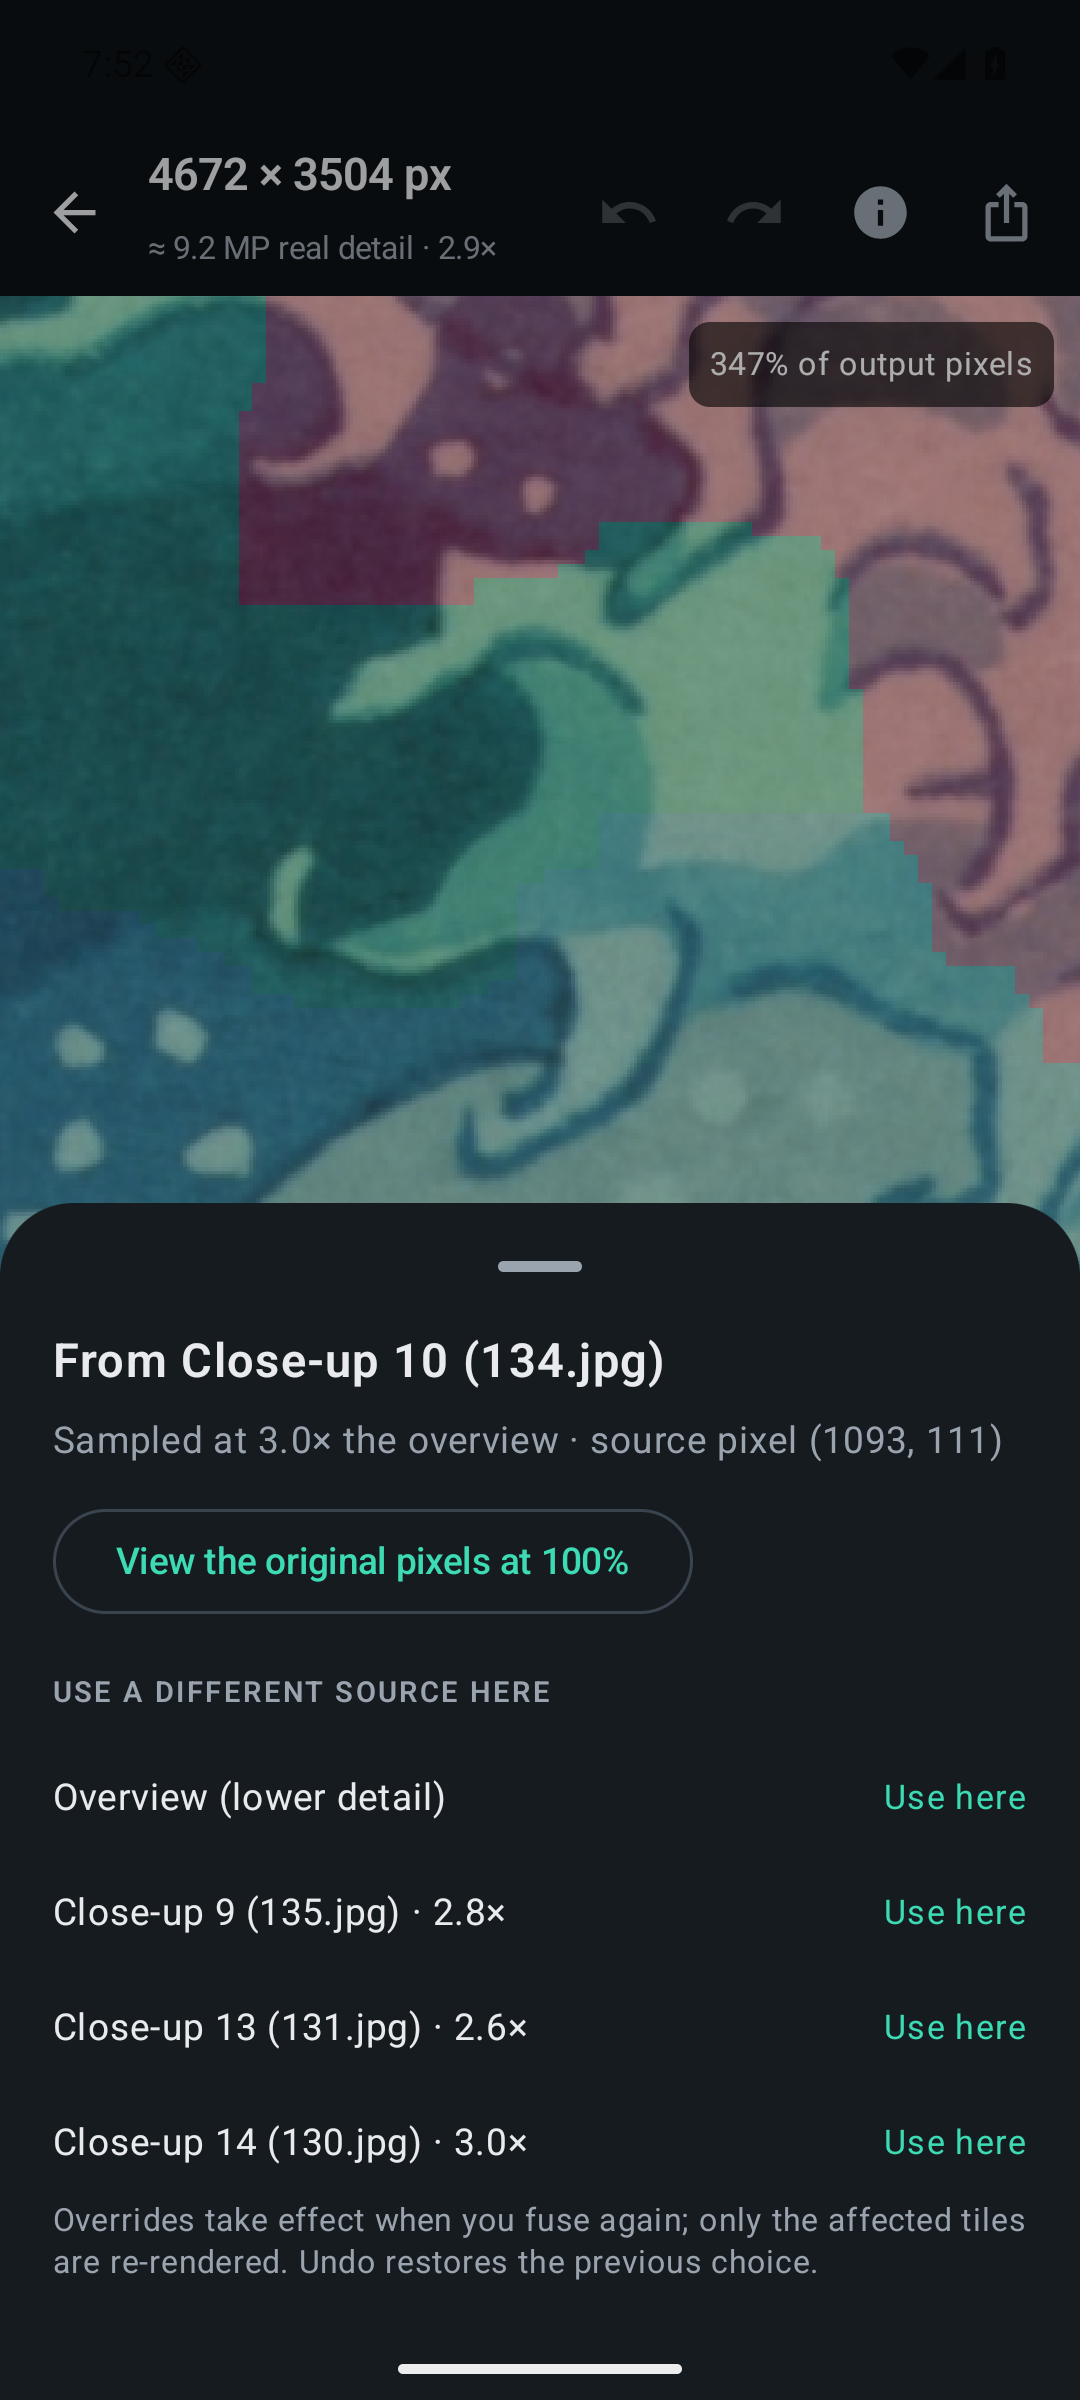 7:52
4672 × 3504 px
≈ 9.2 MP real detail · 2.9×
347% of output pixels
From Close-up 10 (134.jpg)
Sampled at 3.0× the overview · source pixel (1093, 111)
View the original pixels at 100%
USE A DIFFERENT SOURCE HERE
Overview (lower detail) Use here
Close-up 9 (135.jpg) · 2.8× Use here
Close-up 13 (131.jpg) · 2.6× Use here
Close-up 14 (130.jpg) · 3.0× Use here
Overrides take effect when you fuse again; only the affected tiles
are re-rendered. Undo restores the previous choice.